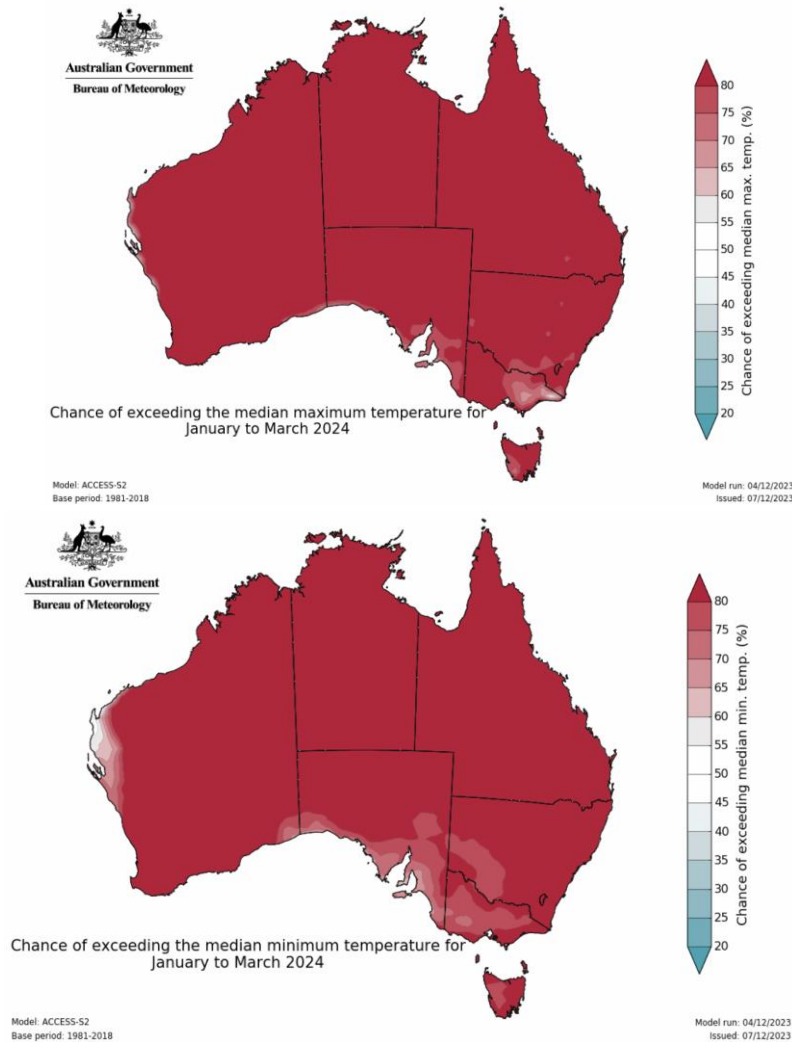 Australian Government
Bureau of Meteorology
80
75
70
65
60
55
50
45
40
35
30
25
20
Chance of exceeding median max. temp. (%)
Chance of exceeding the median maximum temperature for
January to March 2024
Model: ACCESS-S2
Base period: 1981-2018
Model run: 04/12/2023
Issued: 07/12/2023
Australian Government
Bureau of Meteorology
80
75
70
65
60
55
50
45
40
35
30
25
20
Chance of exceeding median min. temp. (%)
Chance of exceeding the median minimum temperature for
January to March 2024
Model: ACCESS-S2
Base period: 1981-2018
Model run: 04/12/2023
Issued: 07/12/2023